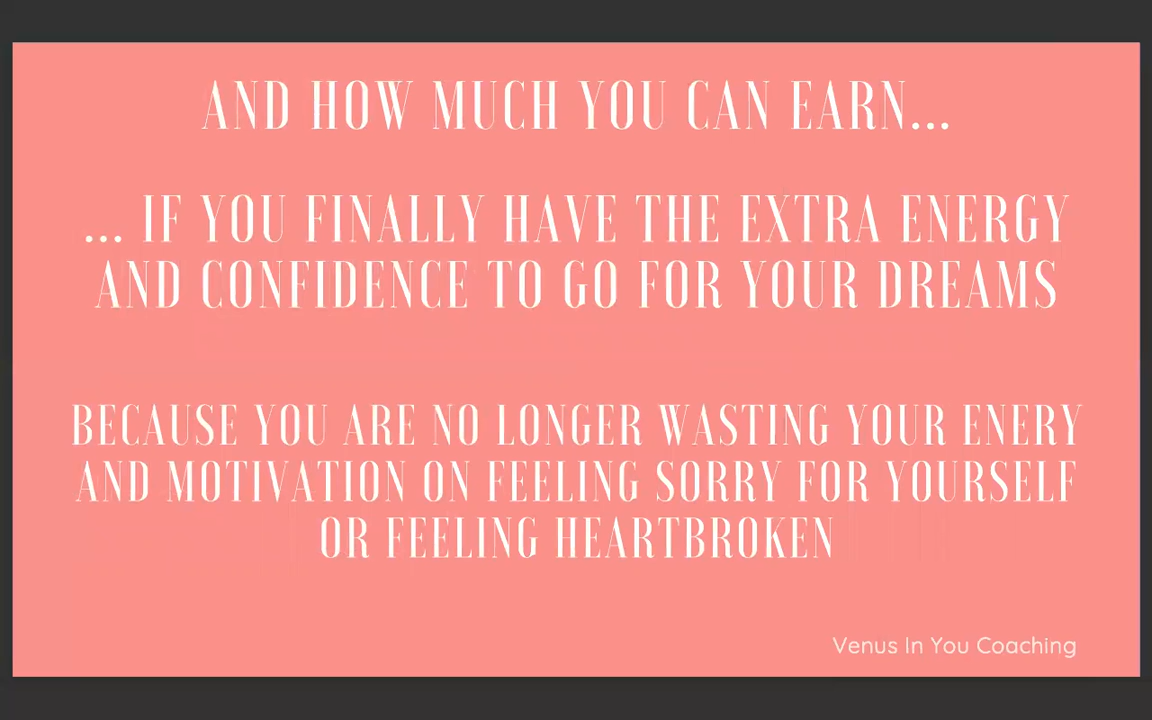 AND HOW MUCH YOU CAN EARN...
... IF YOU FINALLY HAVE THE EXTRA ENERGY
AND CONFIDENCE TO GO FOR YOUR DREAMS
BECAUSE YOU ARE NO LONGER WASTING YOUR ENERY
AND MOTIVATION ON FEELING SORRY FOR YOURSELF
OR FEELING HEARTBROKEN
Venus In You Coaching